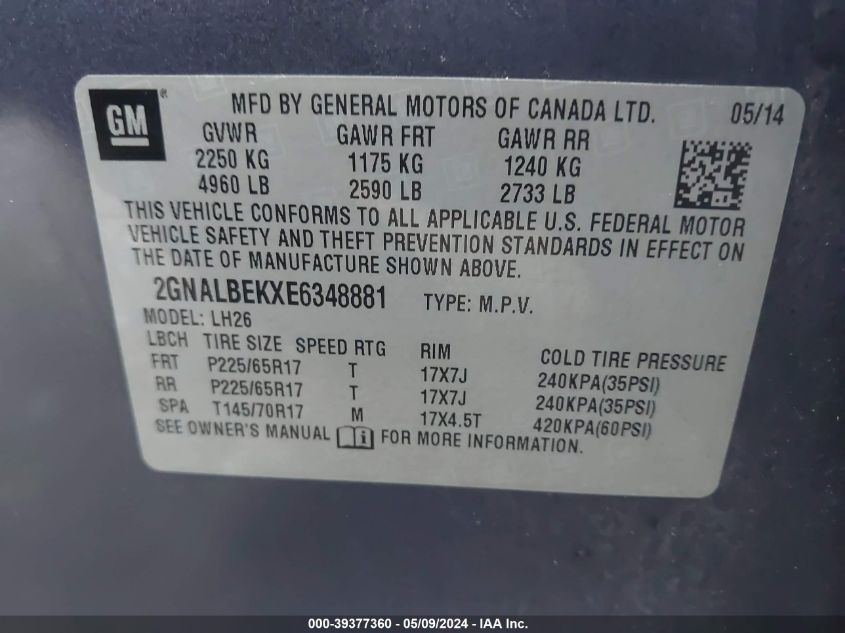 GM ® MFD BY GENERAL MOTORS OF CANADA LTD. 05/14
GVWR GAWR FRT GAWR RR
2250 KG 1175 KG 1240 KG
4960 LB 2590 LB 2733 LB
THIS VEHICLE CONFORMS TO ALL APPLICABLE U.S. FEDERAL MOTOR
VEHICLE SAFETY AND THEFT PREVENTION STANDARDS IN EFFECT ON
THE DATE OF MANUFACTURE SHOWN ABOVE.
2GNALBEKXE6348881 TYPE: M.P.V.
MODEL: LH26
LBCH TIRE SIZE SPEED RTG RIM COLD TIRE PRESSURE
FRT P225/65R17 T 17X7J 240KPA(35PSI)
RR P225/65R17 T 17X7J 240KPA(35PSI)
SPA T145/70R17 M 17X4.5T 420KPA(60PSI)
SEE OWNER'S MANUAL FOR MORE INFORMATION.
000-39377360 - 05/09/2024 - IAA Inc.